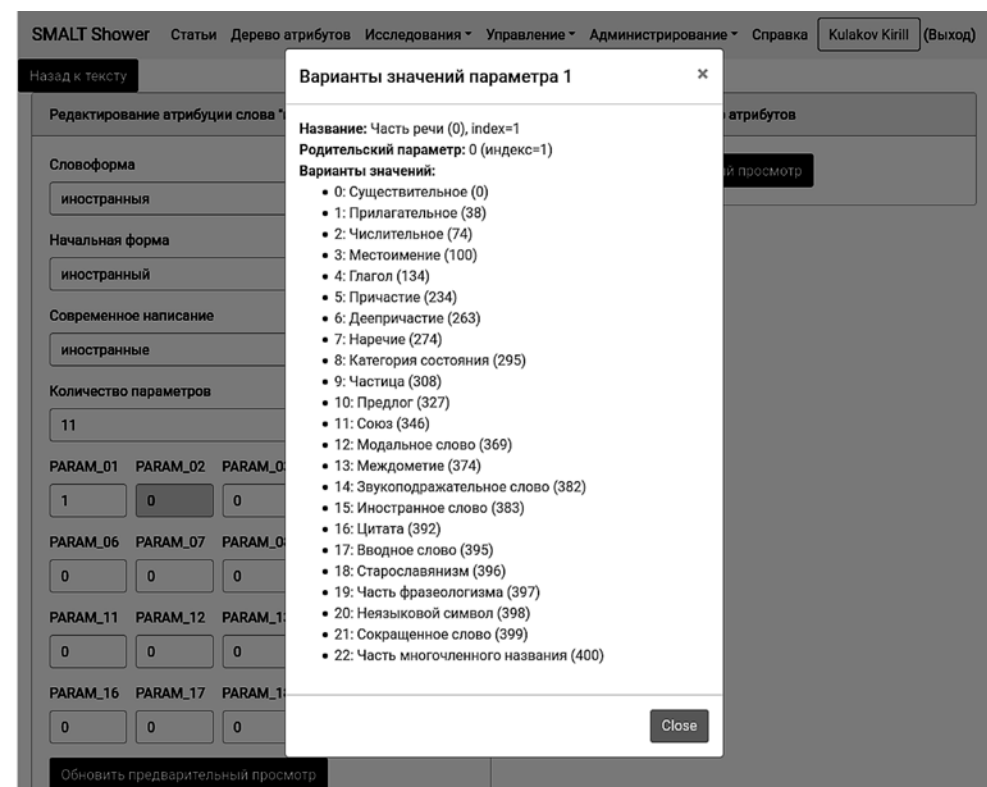 SMALT Shower Статьи Дерево атрибутов Исследования Управление Администрирование Справка Kulakov Kirill (Выход)
Назад к тексту
Варианты значений параметра 1 ×
Редактирование атрибуции слова атрибутов
Название: Часть речи (0), index=1
Родительский параметр: 0 (индекс=1)
Варианты значений:
• 0: Существительное (0)
• 1: Прилагательное (38)
• 2: Числительное (74)
• 3: Местоимение (100)
• 4: Глагол (134)
• 5: Причастие (234)
• 6: Деепричастие (263)
• 7: Наречие (274)
• 8: Категория состояния (295)
• 9: Частица (308)
• 10: Предлог (327)
• 11: Союз (346)
• 12: Модальное слово (369)
• 13: Междометие (374)
• 14: Звукоподражательное слово (382)
• 15: Иностранное слово (383)
• 16: Цитата (392)
• 17: Вводное слово (395)
• 18: Старославянизм (396)
• 19: Часть фразеологизма (397)
• 20: Неязыковой символ (398)
• 21: Сокращенное слово (399)
• 22: Часть многочленного названия (400)
Close
просмотр
Словоформа
иностранныя
Начальная форма
иностранный
Современное написание
иностранные
Количество параметров
11
PARAM_01 PARAM_02 PARAM_0
1 0 0
PARAM_06 PARAM_07 PARAM_0
0 0 0
PARAM_11 PARAM_12 PARAM_1
0 0 0
PARAM_16 PARAM_17 PARAM_1
0 0 0
Обновить предварительный просмотр